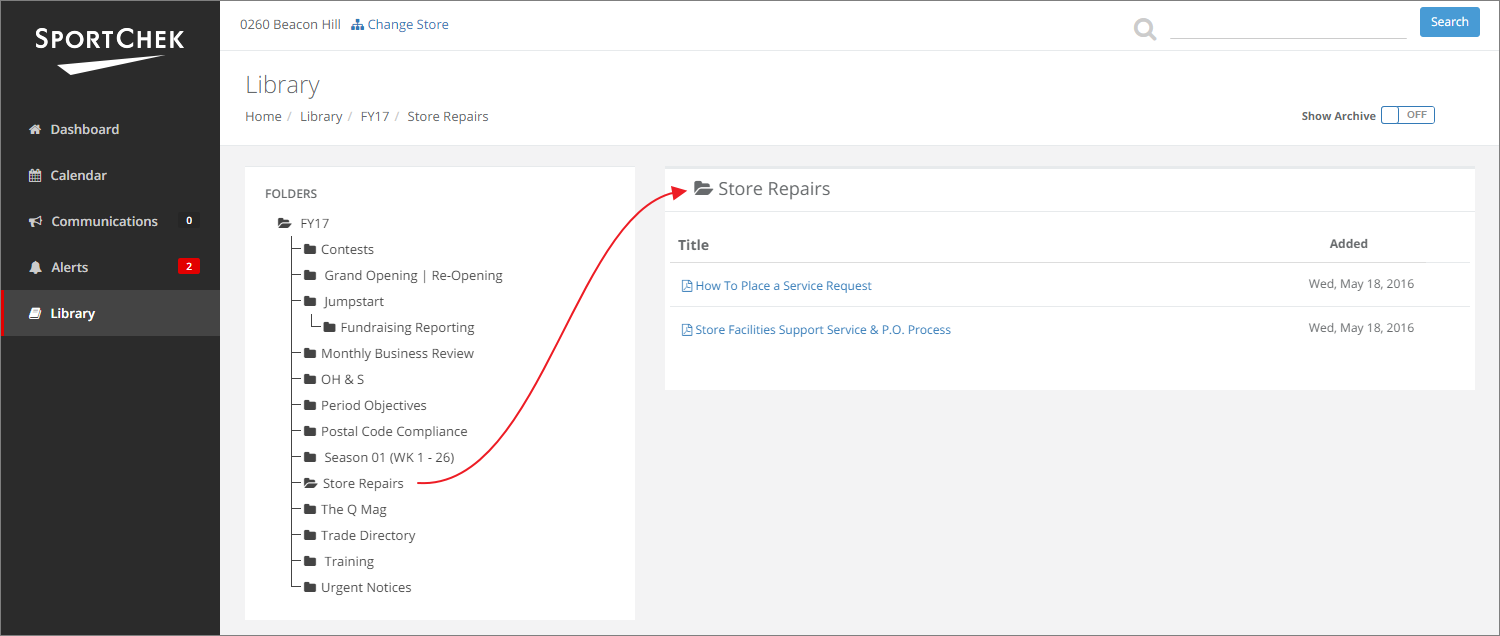 SPORTCHEK
Dashboard
Calendar
Communications 0
Alerts 2
Library
0260 Beacon Hill Change Store
Search
Library
Home / Library / FY17 / Store Repairs
Show Archive OFF
FOLDERS
FY17
Contests
Grand Opening | Re-Opening
Jumpstart
Fundraising Reporting
Monthly Business Review
OH & S
Period Objectives
Postal Code Compliance
Season 01 (WK 1 - 26)
Store Repairs
The Q Mag
Trade Directory
Training
Urgent Notices
Store Repairs
Title Added
How To Place a Service Request Wed, May 18, 2016
Store Facilities Support Service & P.O. Process Wed, May 18, 2016